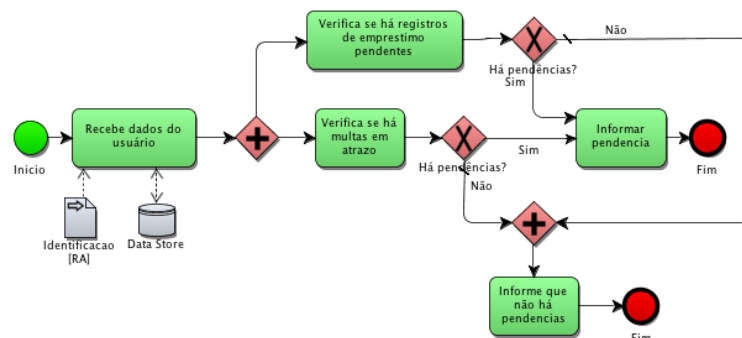 Verifica se há registros
de emprestimo
pendentes
Não
Há pendências?
Sim
Recebe dados do
usuário
Verifica se há
multas em
atrazo
Informar
pendencia
Inicio
Há pendências?
Sim
Fim
Não
Identificacao
[RA]
Data Store
Informe que
não há
pendencias
Fim